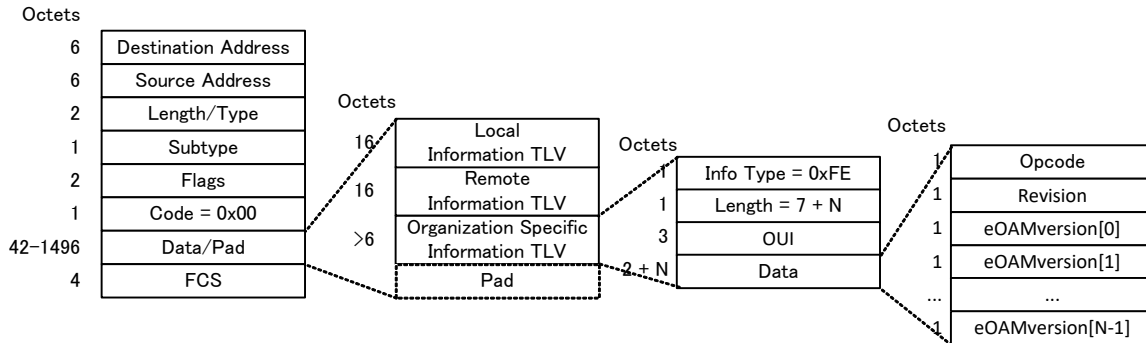 Octets
6 Destination Address
6 Source Address
2 Length/Type
1 Subtype
2 Flags
1 Code = 0x00
42-1496 Data/Pad
4 FCS
Octets
16 Local
Information TLV
16 Remote
Information TLV
>6 Organization Specific
Information TLV
Pad
Octets
1 Info Type = 0xFE
1 Length = 7 + N
3 OUI
2 + N Data
Octets
1 Opcode
1 Revision
1 eOAMversion[0]
1 eOAMversion[1]
... ...
1 eOAMversion[N-1]